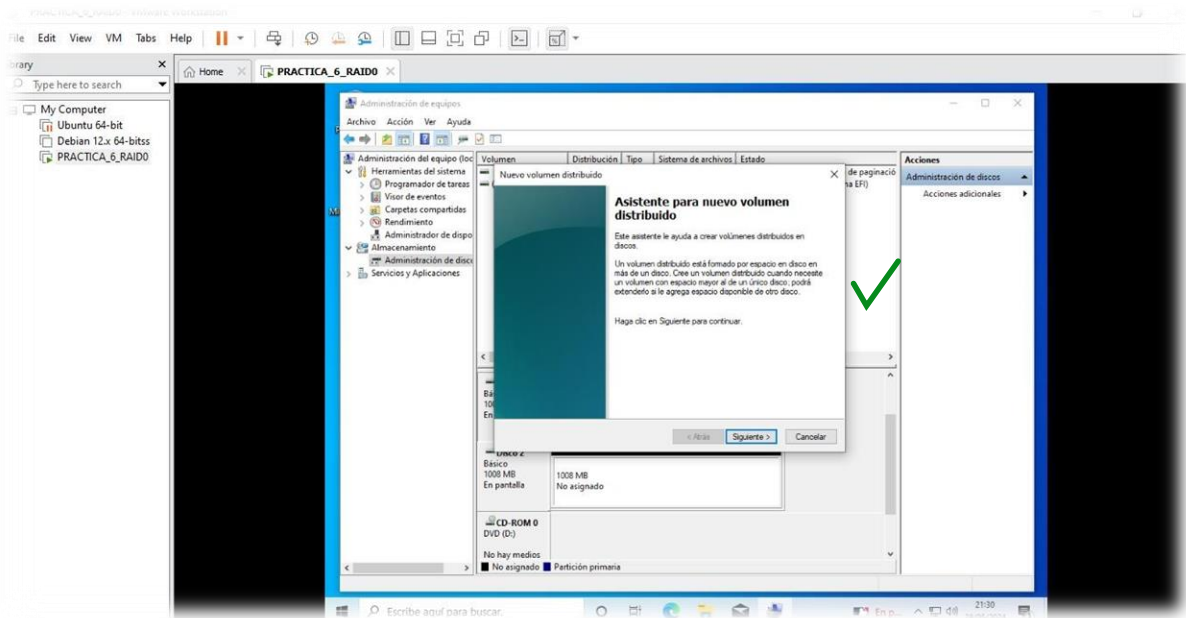 File Edit View VM Tabs Help
Type here to search
Home
PRACTICA_6_RAID0
My Computer
Ubuntu 64-bit
Debian 12.x 64-bitss
PRACTICA_6_RAID0
Administración de equipos
Archivo Acción Ver Ayuda
Administración del equipo (loc
Herramientas del sistema
Programador de tareas
Visor de eventos
Carpetas compartidas
Rendimiento
Administrador de dispo
Almacenamiento
Administración de disc
Servicios y Aplicaciones
Volumen Distribución Tipo Sistema de archivos Estado
de paginació
a EFI)
Acciones
Administración de discos
Acciones adicionales
Nuevo volumen distribuido
Asistente para nuevo volumen
distribuido
Este asistente le ayuda a crear volúmenes distribuidos en
discos.
Un volumen distribuido está formado por espacio en disco en
más de un disco. Cree un volumen distribuido cuando necesite
un volumen con espacio mayor al de un único disco; podrá
extenderlo si le agrega espacio disponible de otro disco.
Haga clic en Siguiente para continuar.
< Atrás Siguiente > Cancelar
Disco 2
Básico
1008 MB
En pantalla
1008 MB
No asignado
CD-ROM 0
DVD (D:)
No hay medios
No asignado Partición primaria
Escribe aquí para buscar.
En p...
21:30